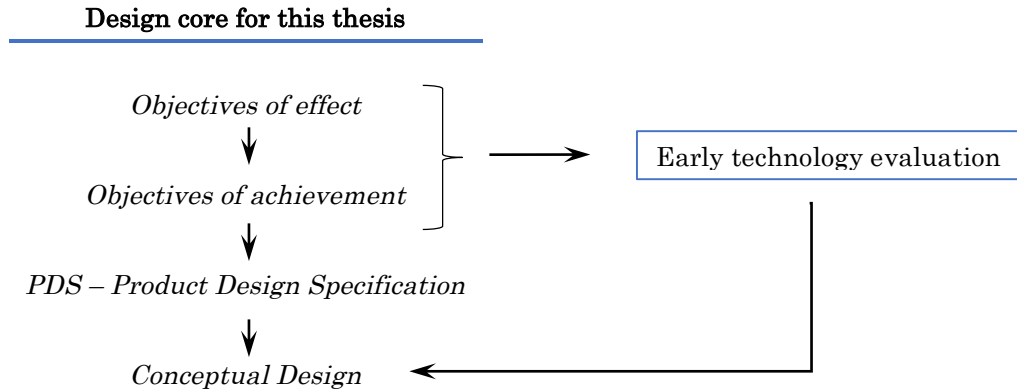 Design core for this thesis
Objectives of effect
Objectives of achievement
Early technology evaluation
PDS – Product Design Specification
Conceptual Design